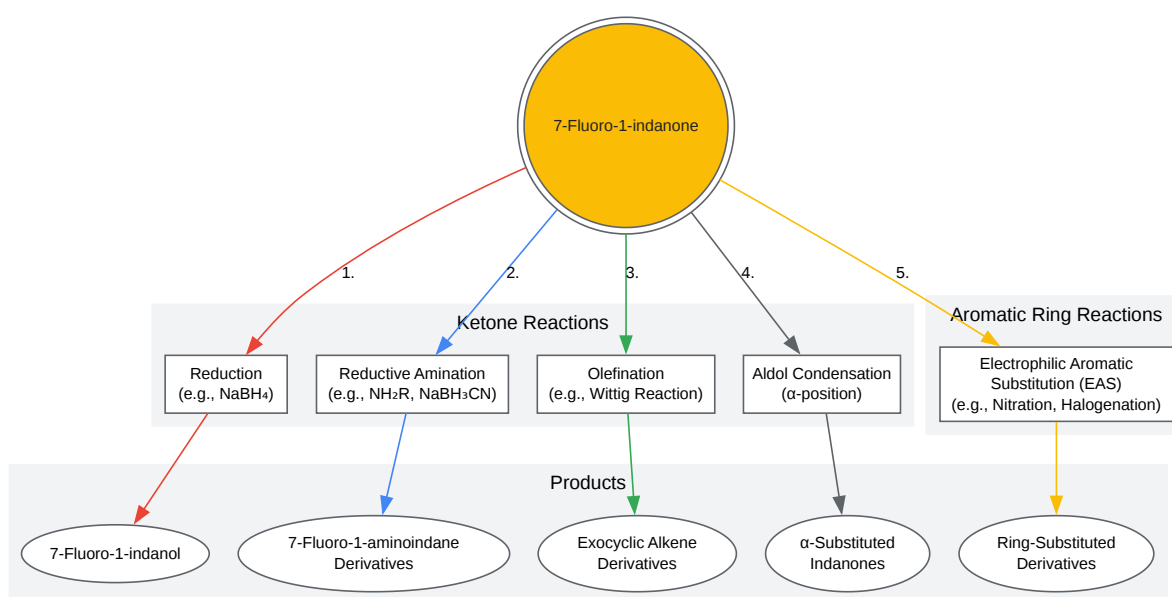 7-Fluoro-1-indanone
1.
2.
3.
4.
5.
Ketone Reactions
Aromatic Ring Reactions
Reduction
(e.g., NaBH₄)
Reductive Amination
(e.g., NH₂R, NaBH₃CN)
Olefination
(e.g., Wittig Reaction)
Aldol Condensation
(α-position)
Electrophilic Aromatic
Substitution (EAS)
(e.g., Nitration, Halogenation)
Products
7-Fluoro-1-indanol
7-Fluoro-1-aminoindane
Derivatives
Exocyclic Alkene
Derivatives
α-Substituted
Indanones
Ring-Substituted
Derivatives